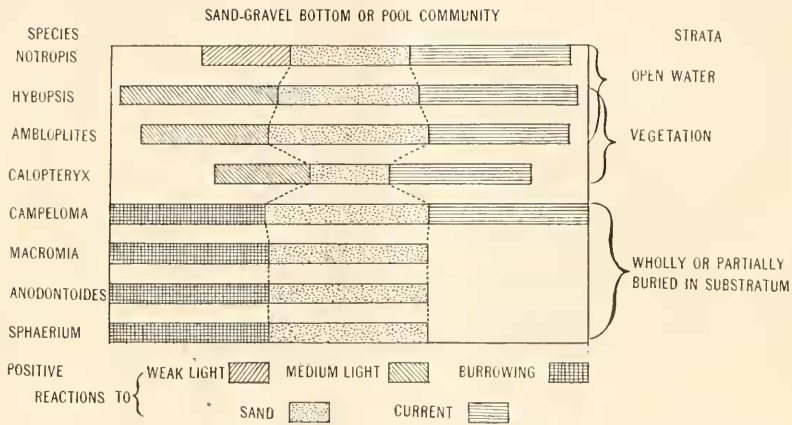 SAND-GRAVEL BOTTOM OR POOL COMMUNITY
SPECIES
STRATA
NOTROPIS
OPEN WATER
HYBOPSIS
AMBLOPLITES
VEGETATION
CALOPTERYX
CAMPELOMA
MACROMIA
WHOLLY OR PARTIALLY
BURIED IN SUBSTRATUM
ANODONTOIDES
SPHAERIUM
POSITIVE
REACTIONS TO
WEAK LIGHT
MEDIUM LIGHT
BURROWING
SAND
CURRENT